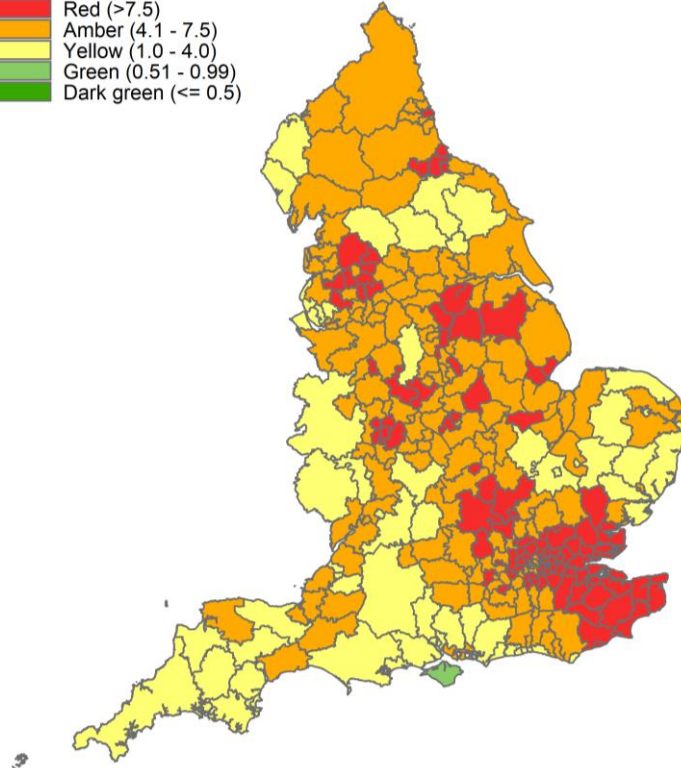 Red (>7.5)
Amber (4.1 - 7.5)
Yellow (1.0 - 4.0)
Green (0.51 - 0.99)
Dark green (<= 0.5)